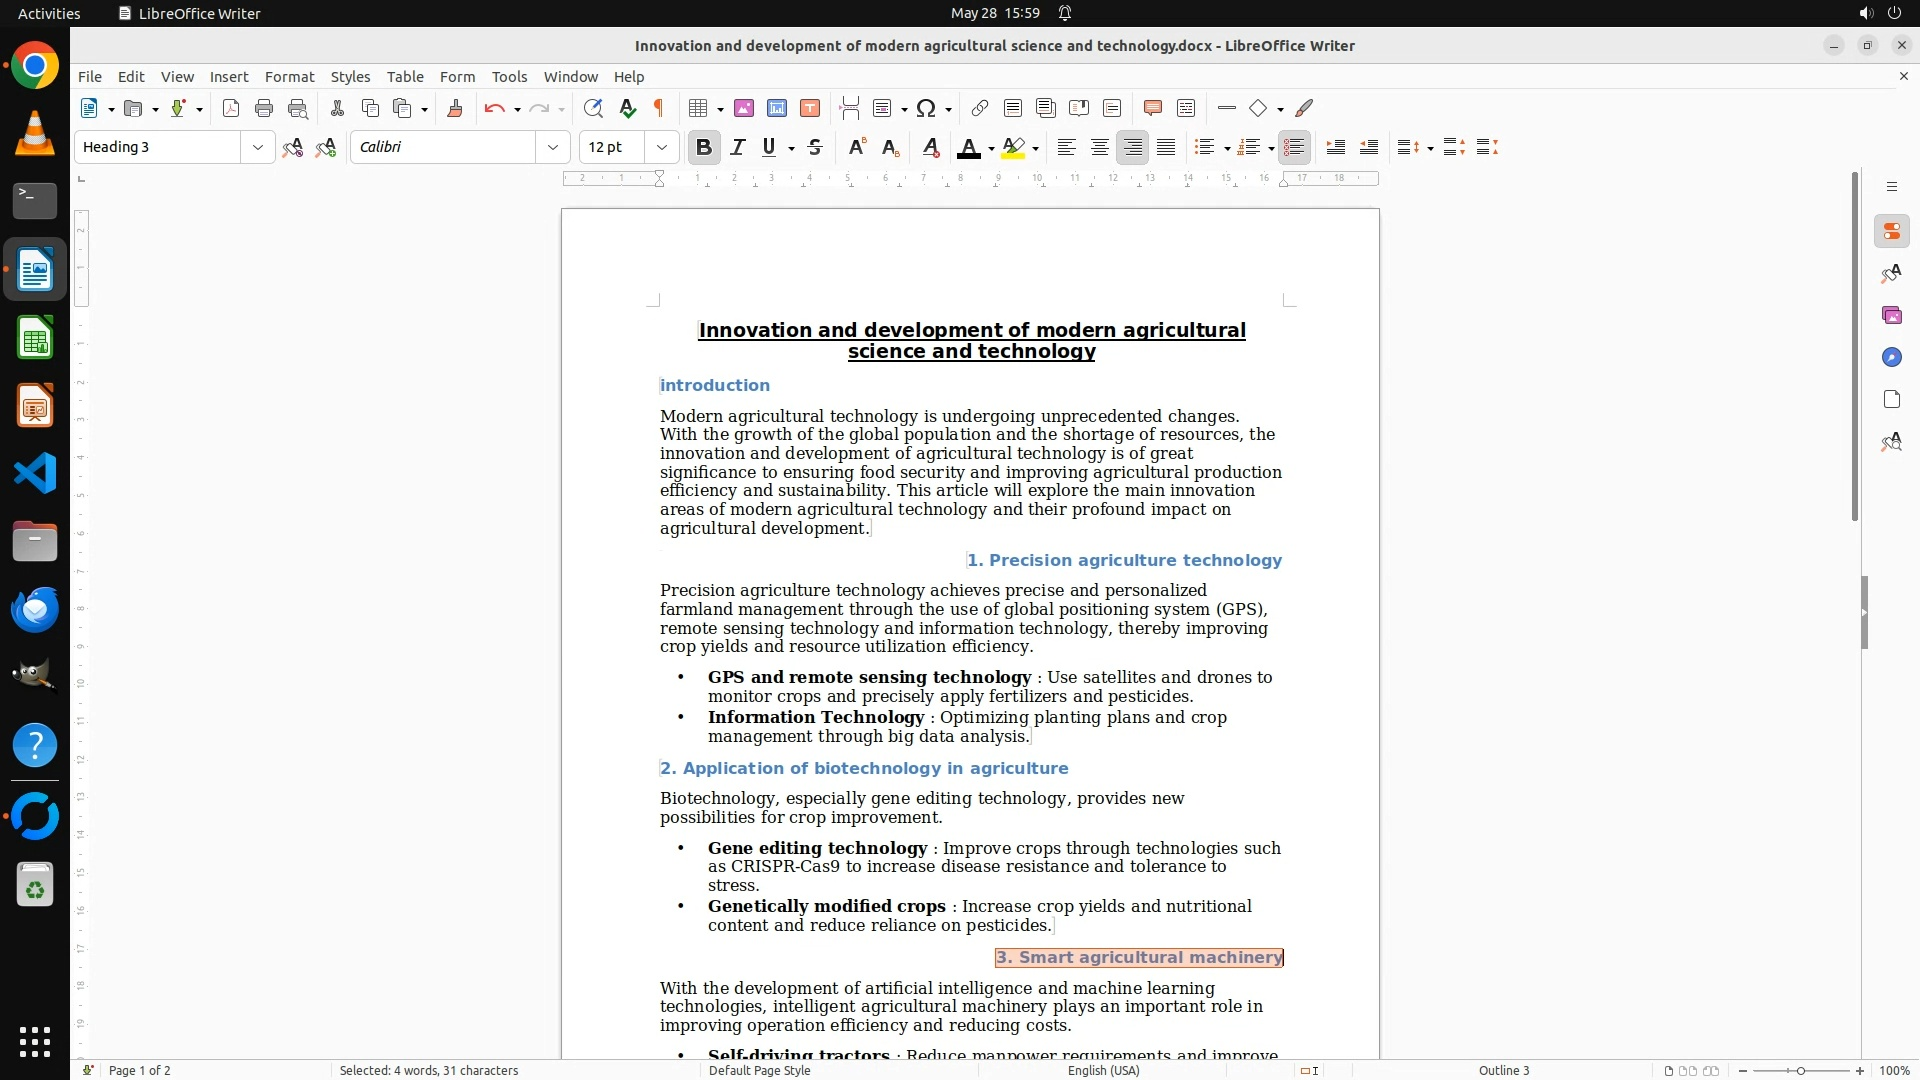 Activities
LibreOffice Writer
May 28 15:59
Innovation and development of modern agricultural science and technology.docx - LibreOffice Writer
File Edit View Insert Format Styles Table Form Tools Window Help
Heading 3
Calibri
12 pt
Innovation and development of modern agricultural
science and technology
introduction
Modern agricultural technology is undergoing unprecedented changes.
With the growth of the global population and the shortage of resources, the
innovation and development of agricultural technology is of great
significance to ensuring food security and improving agricultural production
efficiency and sustainability. This article will explore the main innovation
areas of modern agricultural technology and their profound impact on
agricultural development.
1. Precision agriculture technology
Precision agriculture technology achieves precise and personalized
farmland management through the use of global positioning system (GPS),
remote sensing technology and information technology, thereby improving
crop yields and resource utilization efficiency.
• GPS and remote sensing technology : Use satellites and drones to
monitor crops and precisely apply fertilizers and pesticides.
• Information Technology : Optimizing planting plans and crop
management through big data analysis.
2. Application of biotechnology in agriculture
Biotechnology, especially gene editing technology, provides new
possibilities for crop improvement.
• Gene editing technology : Improve crops through technologies such
as CRISPR-Cas9 to increase disease resistance and tolerance to
stress.
• Genetically modified crops : Increase crop yields and nutritional
content and reduce reliance on pesticides.
3. Smart agricultural machinery
With the development of artificial intelligence and machine learning
technologies, intelligent agricultural machinery plays an important role in
improving operation efficiency and reducing costs.
• Self-driving tractors : Reduce manpower requirements and improve
Page 1 of 2
Selected: 4 words, 31 characters
Default Page Style
English (USA)
Outline 3
100%